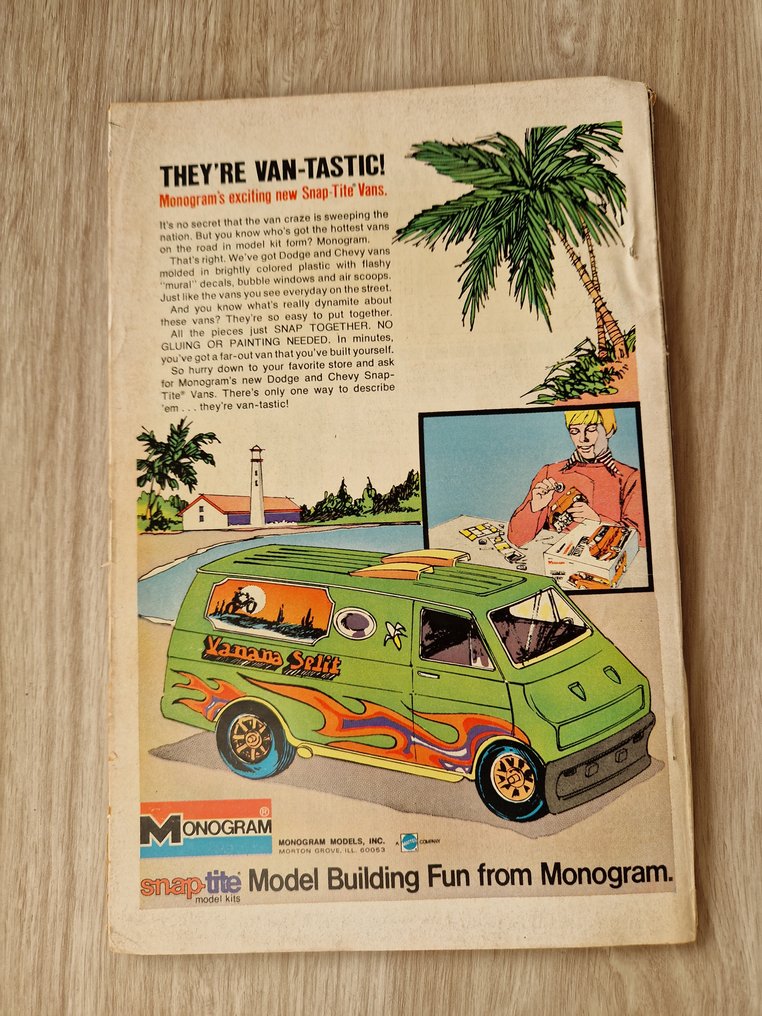 THEY'RE VAN-TASTIC!
Monogram's exciting new Snap-Tite® Vans.
It's no secret that the van craze is sweeping the
nation. But you know who's got the hottest vans
on the road in model kit form? Monogram.
That's right. We've got Dodge and Chevy vans
molded in brightly colored plastic with flashy
"mural" decals, bubble windows and air scoops.
Just like the vans you see everyday on the street.
And you know what's really dynamite about
these vans? They're so easy to put together.
All the pieces just SNAP TOGETHER. NO
GLUING OR PAINTING NEEDED. In minutes,
you've got a far-out van that you've built yourself.
So hurry down to your favorite store and ask
for Monogram's new Dodge and Chevy Snap-
Tite® Vans. There's only one way to describe
'em . . . they're van-tastic!
Vanana Split
MONOGRAM®
MONOGRAM MODELS, INC.
MORTON GROVE, ILL. 60053
A MATTEL COMPANY
snap-tite®
model kits
Model Building Fun from Monogram.